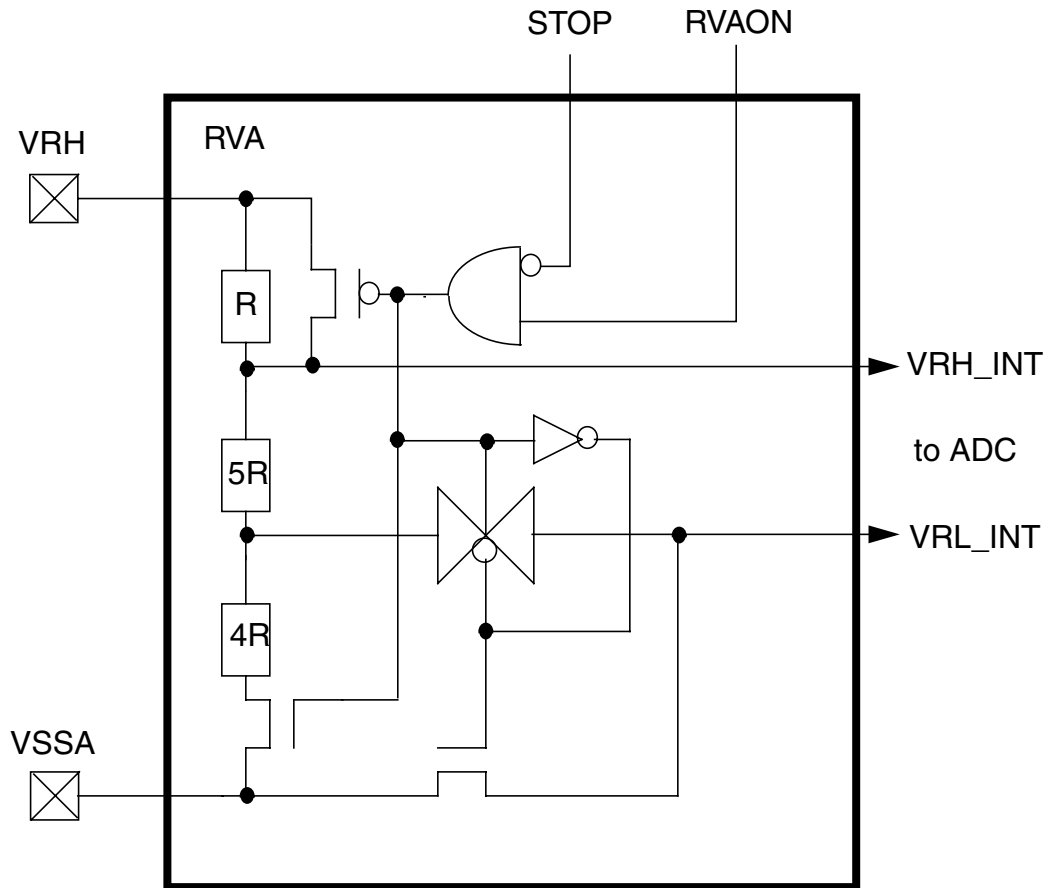 STOP
RVAON
VRH
RVA
R
VRH_INT
5R
to ADC
VRL_INT
4R
VSSA